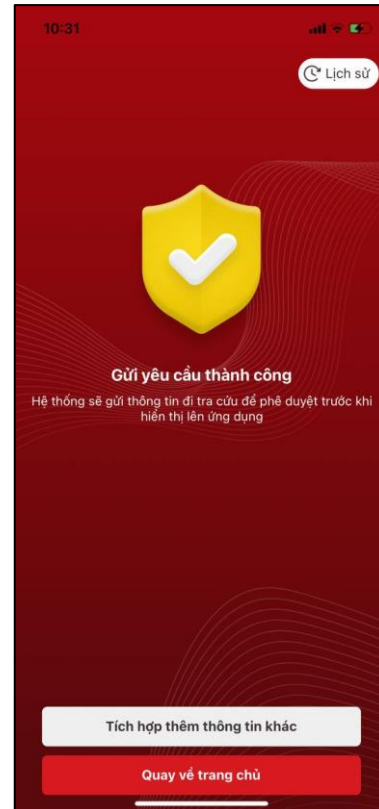 10:31
Lịch sử
Gửi yêu cầu thành công
Hệ thống sẽ gửi thông tin đi tra cứu để phê duyệt trước khi
hiển thị lên ứng dụng
Tích hợp thêm thông tin khác
Quay về trang chủ